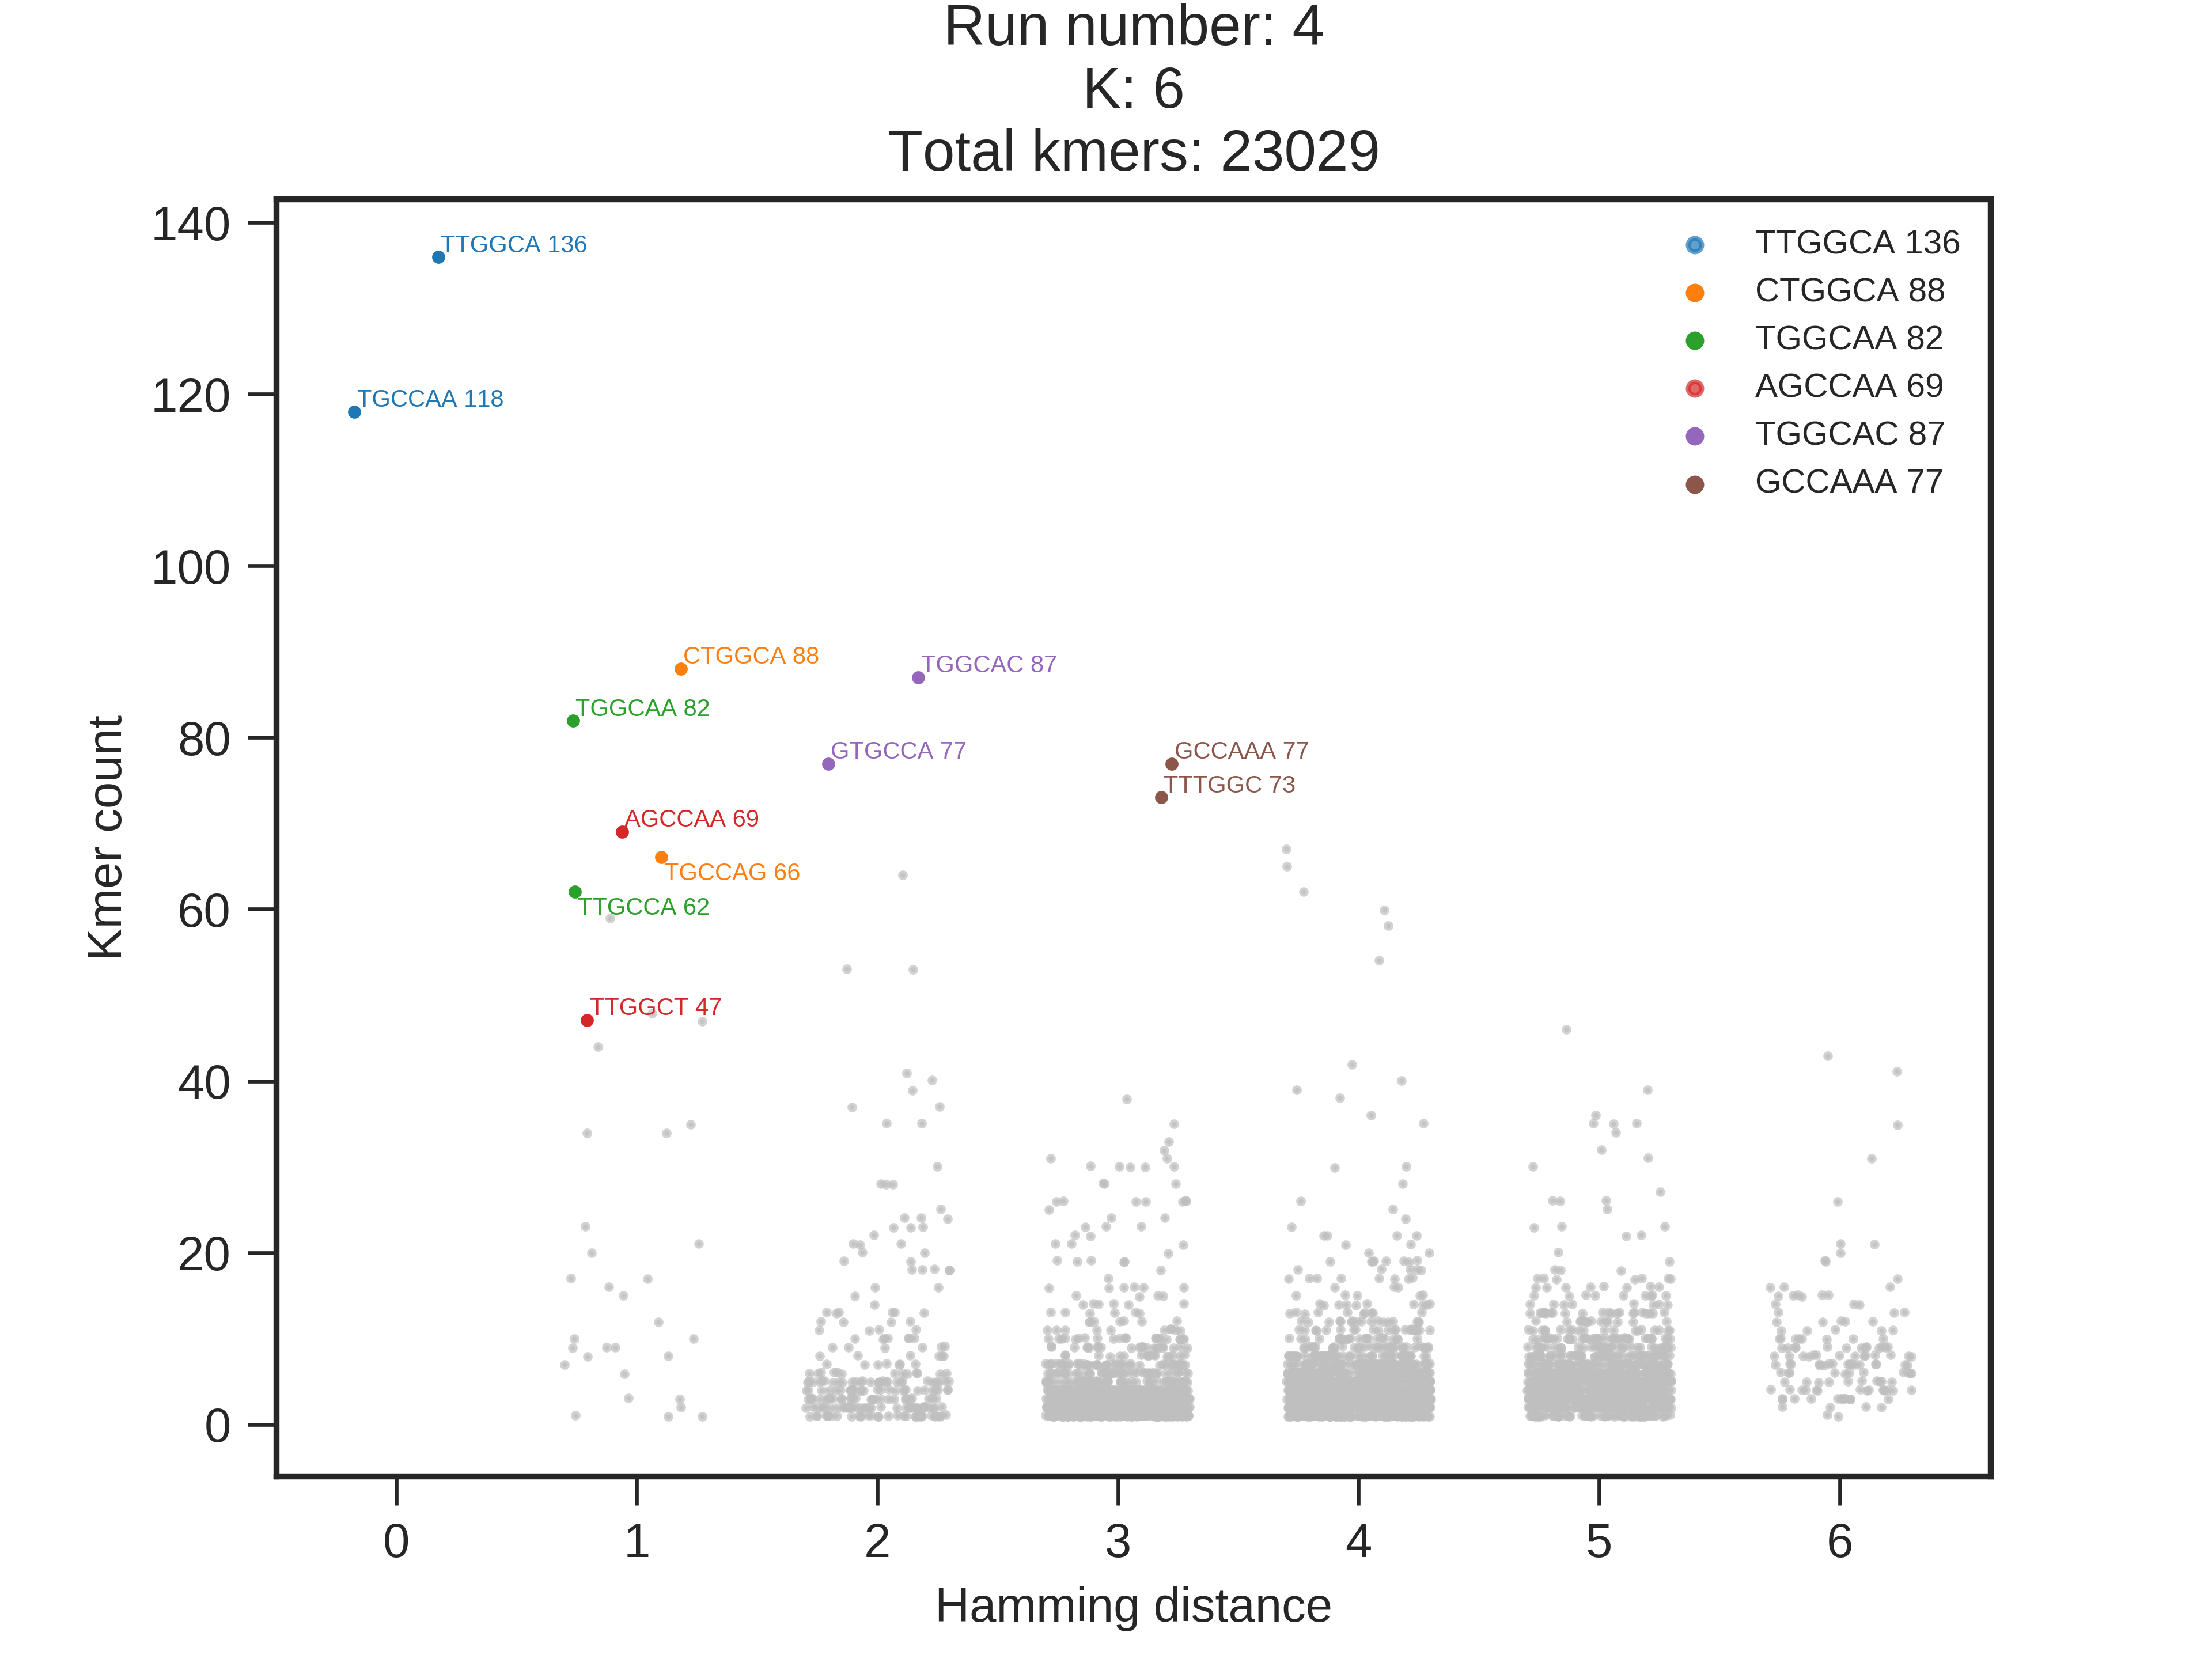 Run number: 4
K: 6
Total kmers: 23029
140
120
100
80
60
40
20
0
Kmer count
TTGGCA 136
TGCCAA 118
CTGGCA 88
TGGCAC 87
TGGCAA 82
GTGCCA 77
GCCAAA 77
TTTGGC 73
AGCCAA 69
TGCCAG 66
TTGCCA 62
TTGGCT 47
TTGGCA 136
CTGGCA 88
TGGCAA 82
AGCCAA 69
TGGCAC 87
GCCAAA 77
0 1 2 3 4 5 6
Hamming distance